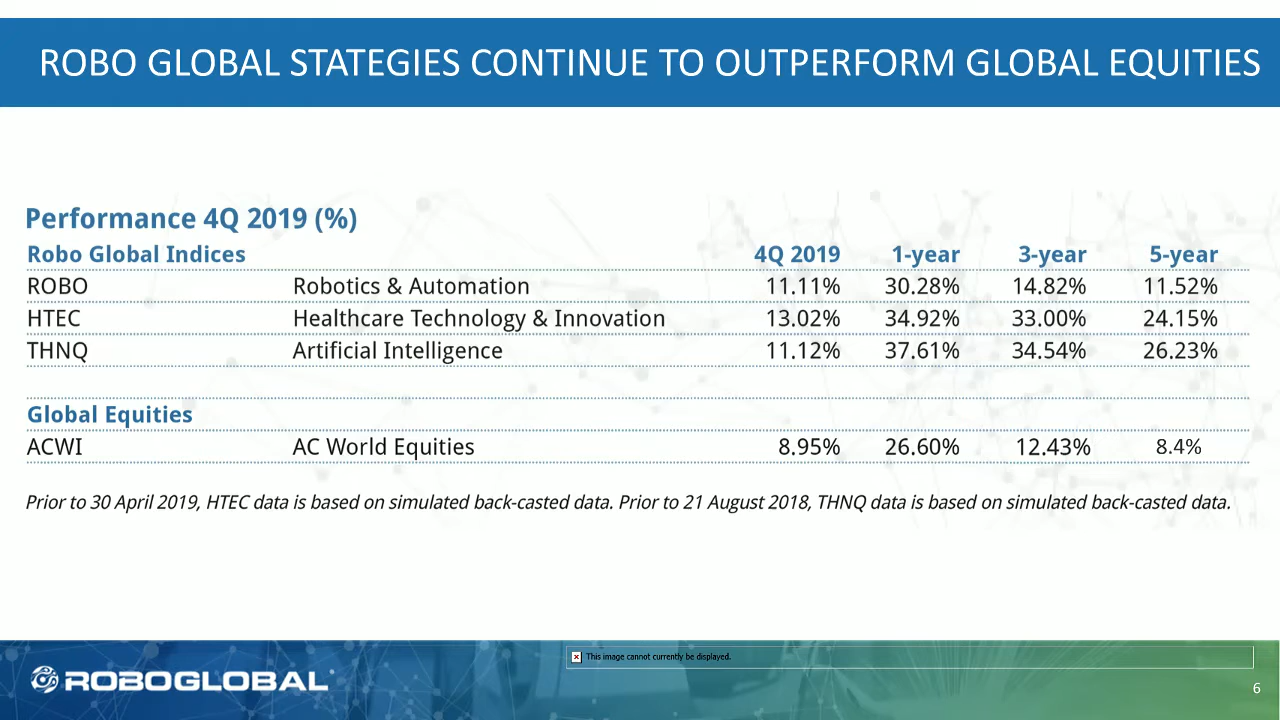 ROBO GLOBAL STATEGIES CONTINUE TO OUTPERFORM GLOBAL EQUITIES
Performance 4Q 2019 (%)
Robo Global Indices 4Q 2019 1-year 3-year 5-year
ROBO Robotics & Automation 11.11% 30.28% 14.82% 11.52%
HTEC Healthcare Technology & Innovation 13.02% 34.92% 33.00% 24.15%
THNQ Artificial Intelligence 11.12% 37.61% 34.54% 26.23%
Global Equities
ACWI AC World Equities 8.95% 26.60% 12.43% 8.4%
Prior to 30 April 2019, HTEC data is based on simulated back-casted data. Prior to 21 August 2018, THNQ data is based on simulated back-casted data.
This image cannot currently be displayed.
ROBOGLOBAL
6